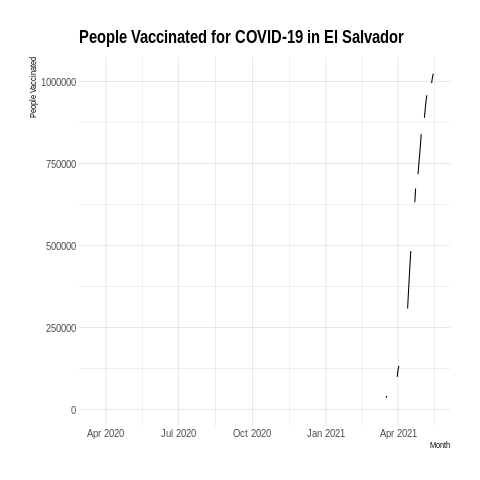 People Vaccinated for COVID-19 in El Salvador
People Vaccinated
1000000
750000
500000
250000
0
Apr 2020 Jul 2020 Oct 2020 Jan 2021 Apr 2021
Month